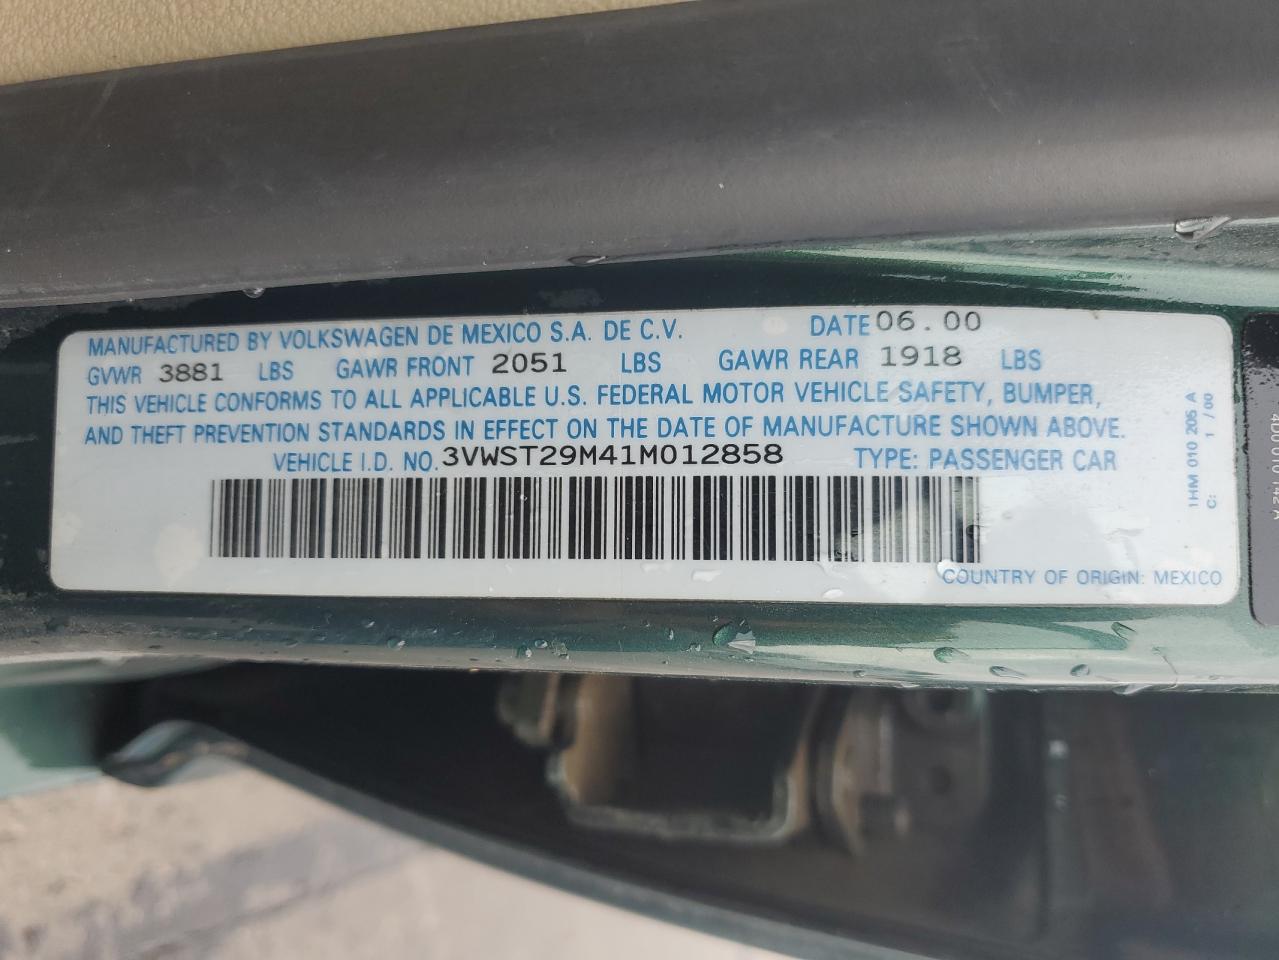 MANUFACTURED BY VOLKSWAGEN DE MEXICO S.A. DE C.V. DATE 06.00
GVWR 3881 LBS GAWR FRONT 2051 LBS GAWR REAR 1918 LBS
THIS VEHICLE CONFORMS TO ALL APPLICABLE U.S. FEDERAL MOTOR VEHICLE SAFETY, BUMPER,
AND THEFT PREVENTION STANDARDS IN EFFECT ON THE DATE OF MANUFACTURE SHOWN ABOVE.
VEHICLE I.D. NO. 3VWST29M41M012858 TYPE: PASSENGER CAR
COUNTRY OF ORIGIN: MEXICO
1HM 010 205 A
C: 1 / 00